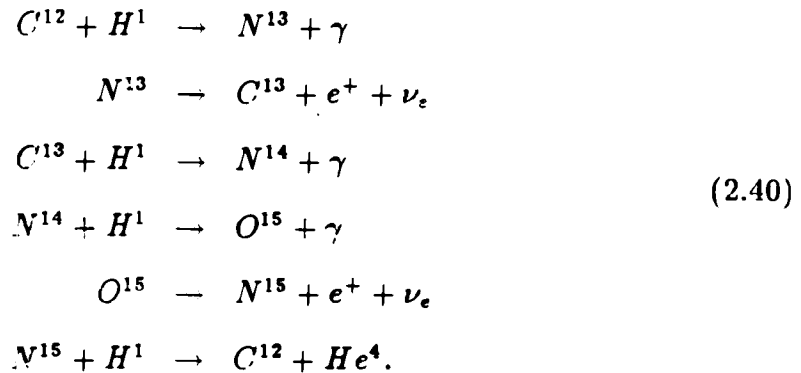 C¹² + H¹ → N¹³ + γ
N¹³ → C¹³ + e⁺ + νₑ
C¹³ + H¹ → N¹⁴ + γ
(2.40)
N¹⁴ + H¹ → O¹⁵ + γ
O¹⁵ → N¹⁵ + e⁺ + νₑ
N¹⁵ + H¹ → C¹² + He⁴.